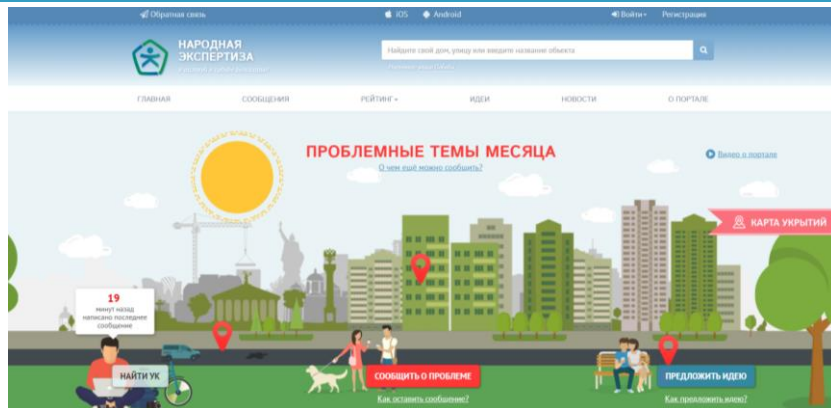 Обратная связь
iOS
Android
Войти
Регистрация
НАРОДНАЯ
ЭКСПЕРТИЗА
Найдите свой дом, улицу или введите название объекта
ГЛАВНАЯ
СООБЩЕНИЯ
РЕЙТИНГ
ИДЕИ
НОВОСТИ
О ПОРТАЛЕ
ПРОБЛЕМНЫЕ ТЕМЫ МЕСЯЦА
О чем ещё можно сообщить?
Видео о портале
КАРТА УКРЫТИЙ
19
минут назад
написано последнее
сообщение
НАЙТИ УК
СООБЩИТЬ О ПРОБЛЕМЕ
ПРЕДЛОЖИТЬ ИДЕЮ
Как оставить сообщение?
Как предложить идею?